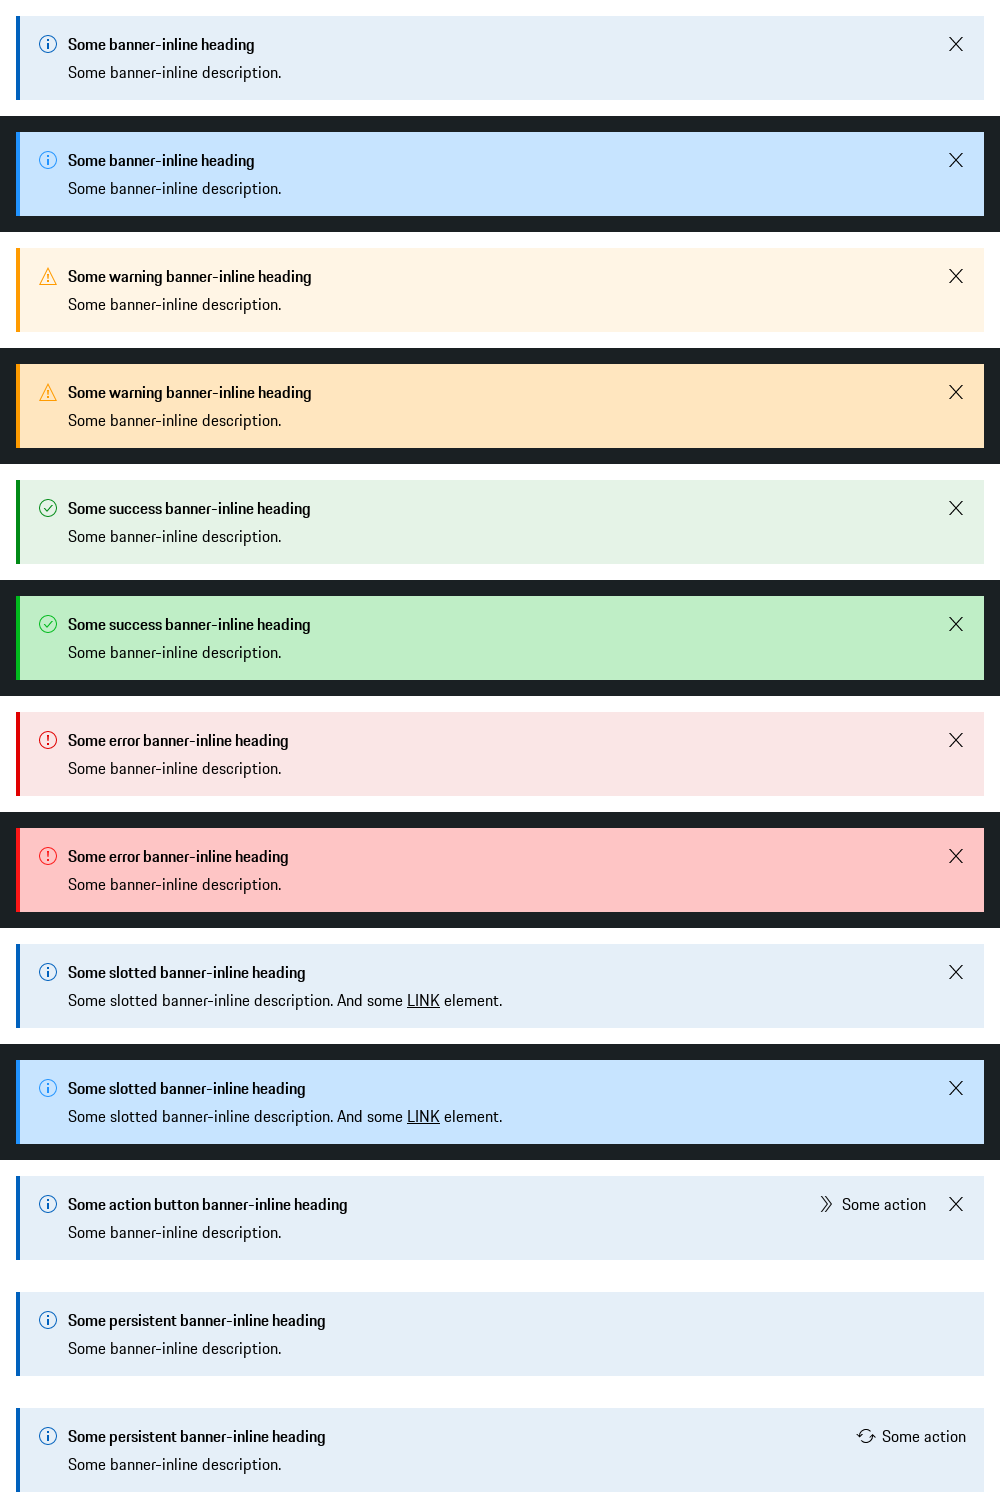 Some banner-inline heading
Some banner-inline description.
Some banner-inline heading
Some banner-inline description.
Some warning banner-inline heading
Some banner-inline description.
Some warning banner-inline heading
Some banner-inline description.
Some success banner-inline heading
Some banner-inline description.
Some success banner-inline heading
Some banner-inline description.
Some error banner-inline heading
Some banner-inline description.
Some error banner-inline heading
Some banner-inline description.
Some slotted banner-inline heading
Some slotted banner-inline description. And some LINK element.
Some slotted banner-inline heading
Some slotted banner-inline description. And some LINK element.
Some action button banner-inline heading Some action
Some banner-inline description.
Some persistent banner-inline heading
Some banner-inline description.
Some persistent banner-inline heading Some action
Some banner-inline description.